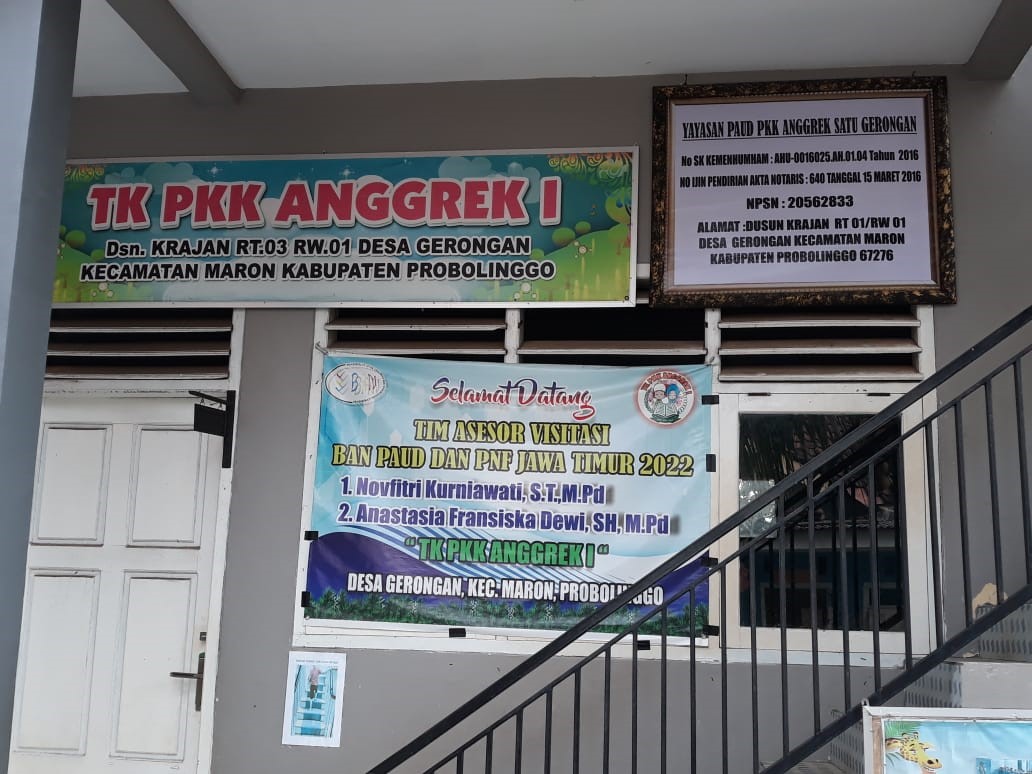 TK PKK ANGGREK I
Dsn. KRAJAN RT.03 RW.01 DESA GERONGAN
KECAMATAN MARON KABUPATEN PROBOLINGGO
YAYASAN PAUD PKK ANGGREK SATU GERONGAN
No SK KEMENHUMHAM : AHU-0016025.AH.01.04 Tahun 2016
NO IJIN PENDIRIAN AKTA NOTARIS : 640 TANGGAL 15 MARET 2016
NPSN : 20562833
ALAMAT :DUSUN KRAJAN RT 01/RW 01
DESA GERONGAN KECAMATAN MARON
KABUPATEN PROBOLINGGO 67276
Selamat Datang
TK PKK ANGGREK I
TIM ASESOR VISITASI
BAN PAUD DAN PNF JAWA TIMUR 2022
1. Novfitri Kurniawati, S.T.,M.Pd
2. Anastasia Fransiska Dewi, SH, M.Pd
“ TK PKK ANGGREK I “
DESA GERONGAN, KEC. MARON, PROBOLINGGO